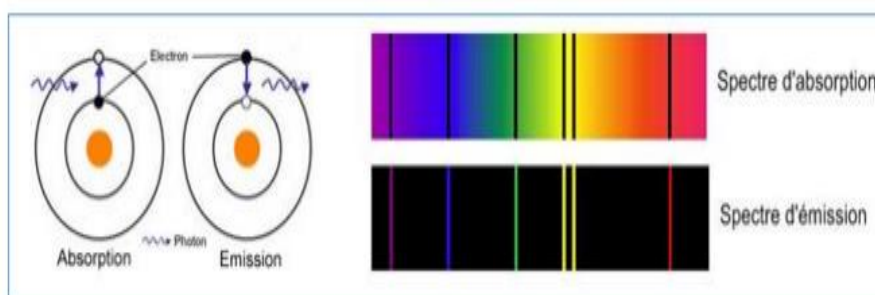 Electron
Photon
Absorption
Emission
Spectre d'absorption
Spectre d'émission